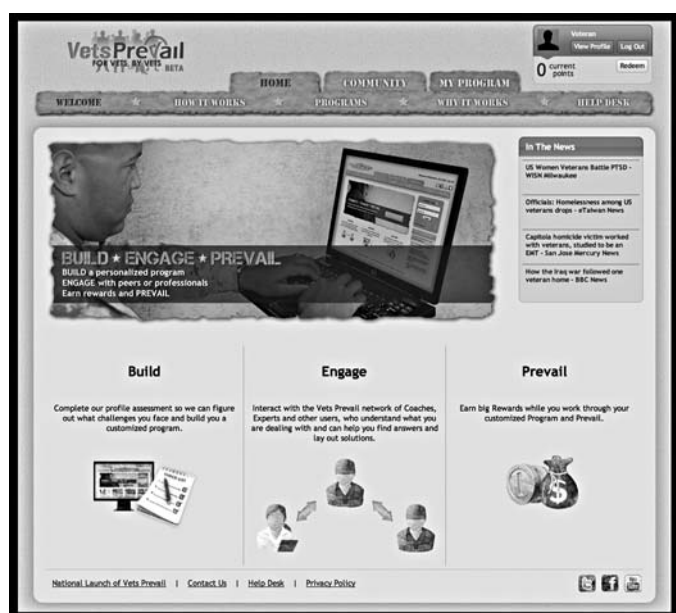 VetsPrevail
FOR VETS, BY VETS BETA
Veteran
View Profile Log Out
0 current points
Redeem
HOME COMMUNITY MY PROGRAM
WELCOME HOW IT WORKS PROGRAMS WHY IT WORKS HELP DESK
BUILD ★ ENGAGE ★ PREVAIL
BUILD a personalized program
ENGAGE with peers or professionals
Earn rewards and PREVAIL
In The News
US Women Veterans Battle PTSD -
WISN Milwaukee
Officials: Homelessness among US
veterans drops - eTaiwan News
Capitola homicide victim worked
with veterans, studied to be an
EMT - San Jose Mercury News
How the Iraq war followed one
veteran home - BBC News
Build
Complete our profile assessment so we can figure
out what challenges you face and build you a
customized program.
Engage
Interact with the Vets Prevail network of Coaches,
Experts and other users, who understand what you
are dealing with and can help you find answers and
lay out solutions.
Prevail
Earn big Rewards while you work through your
customized Program and Prevail.
National Launch of Vets Prevail | Contact Us | Help Desk | Privacy Policy